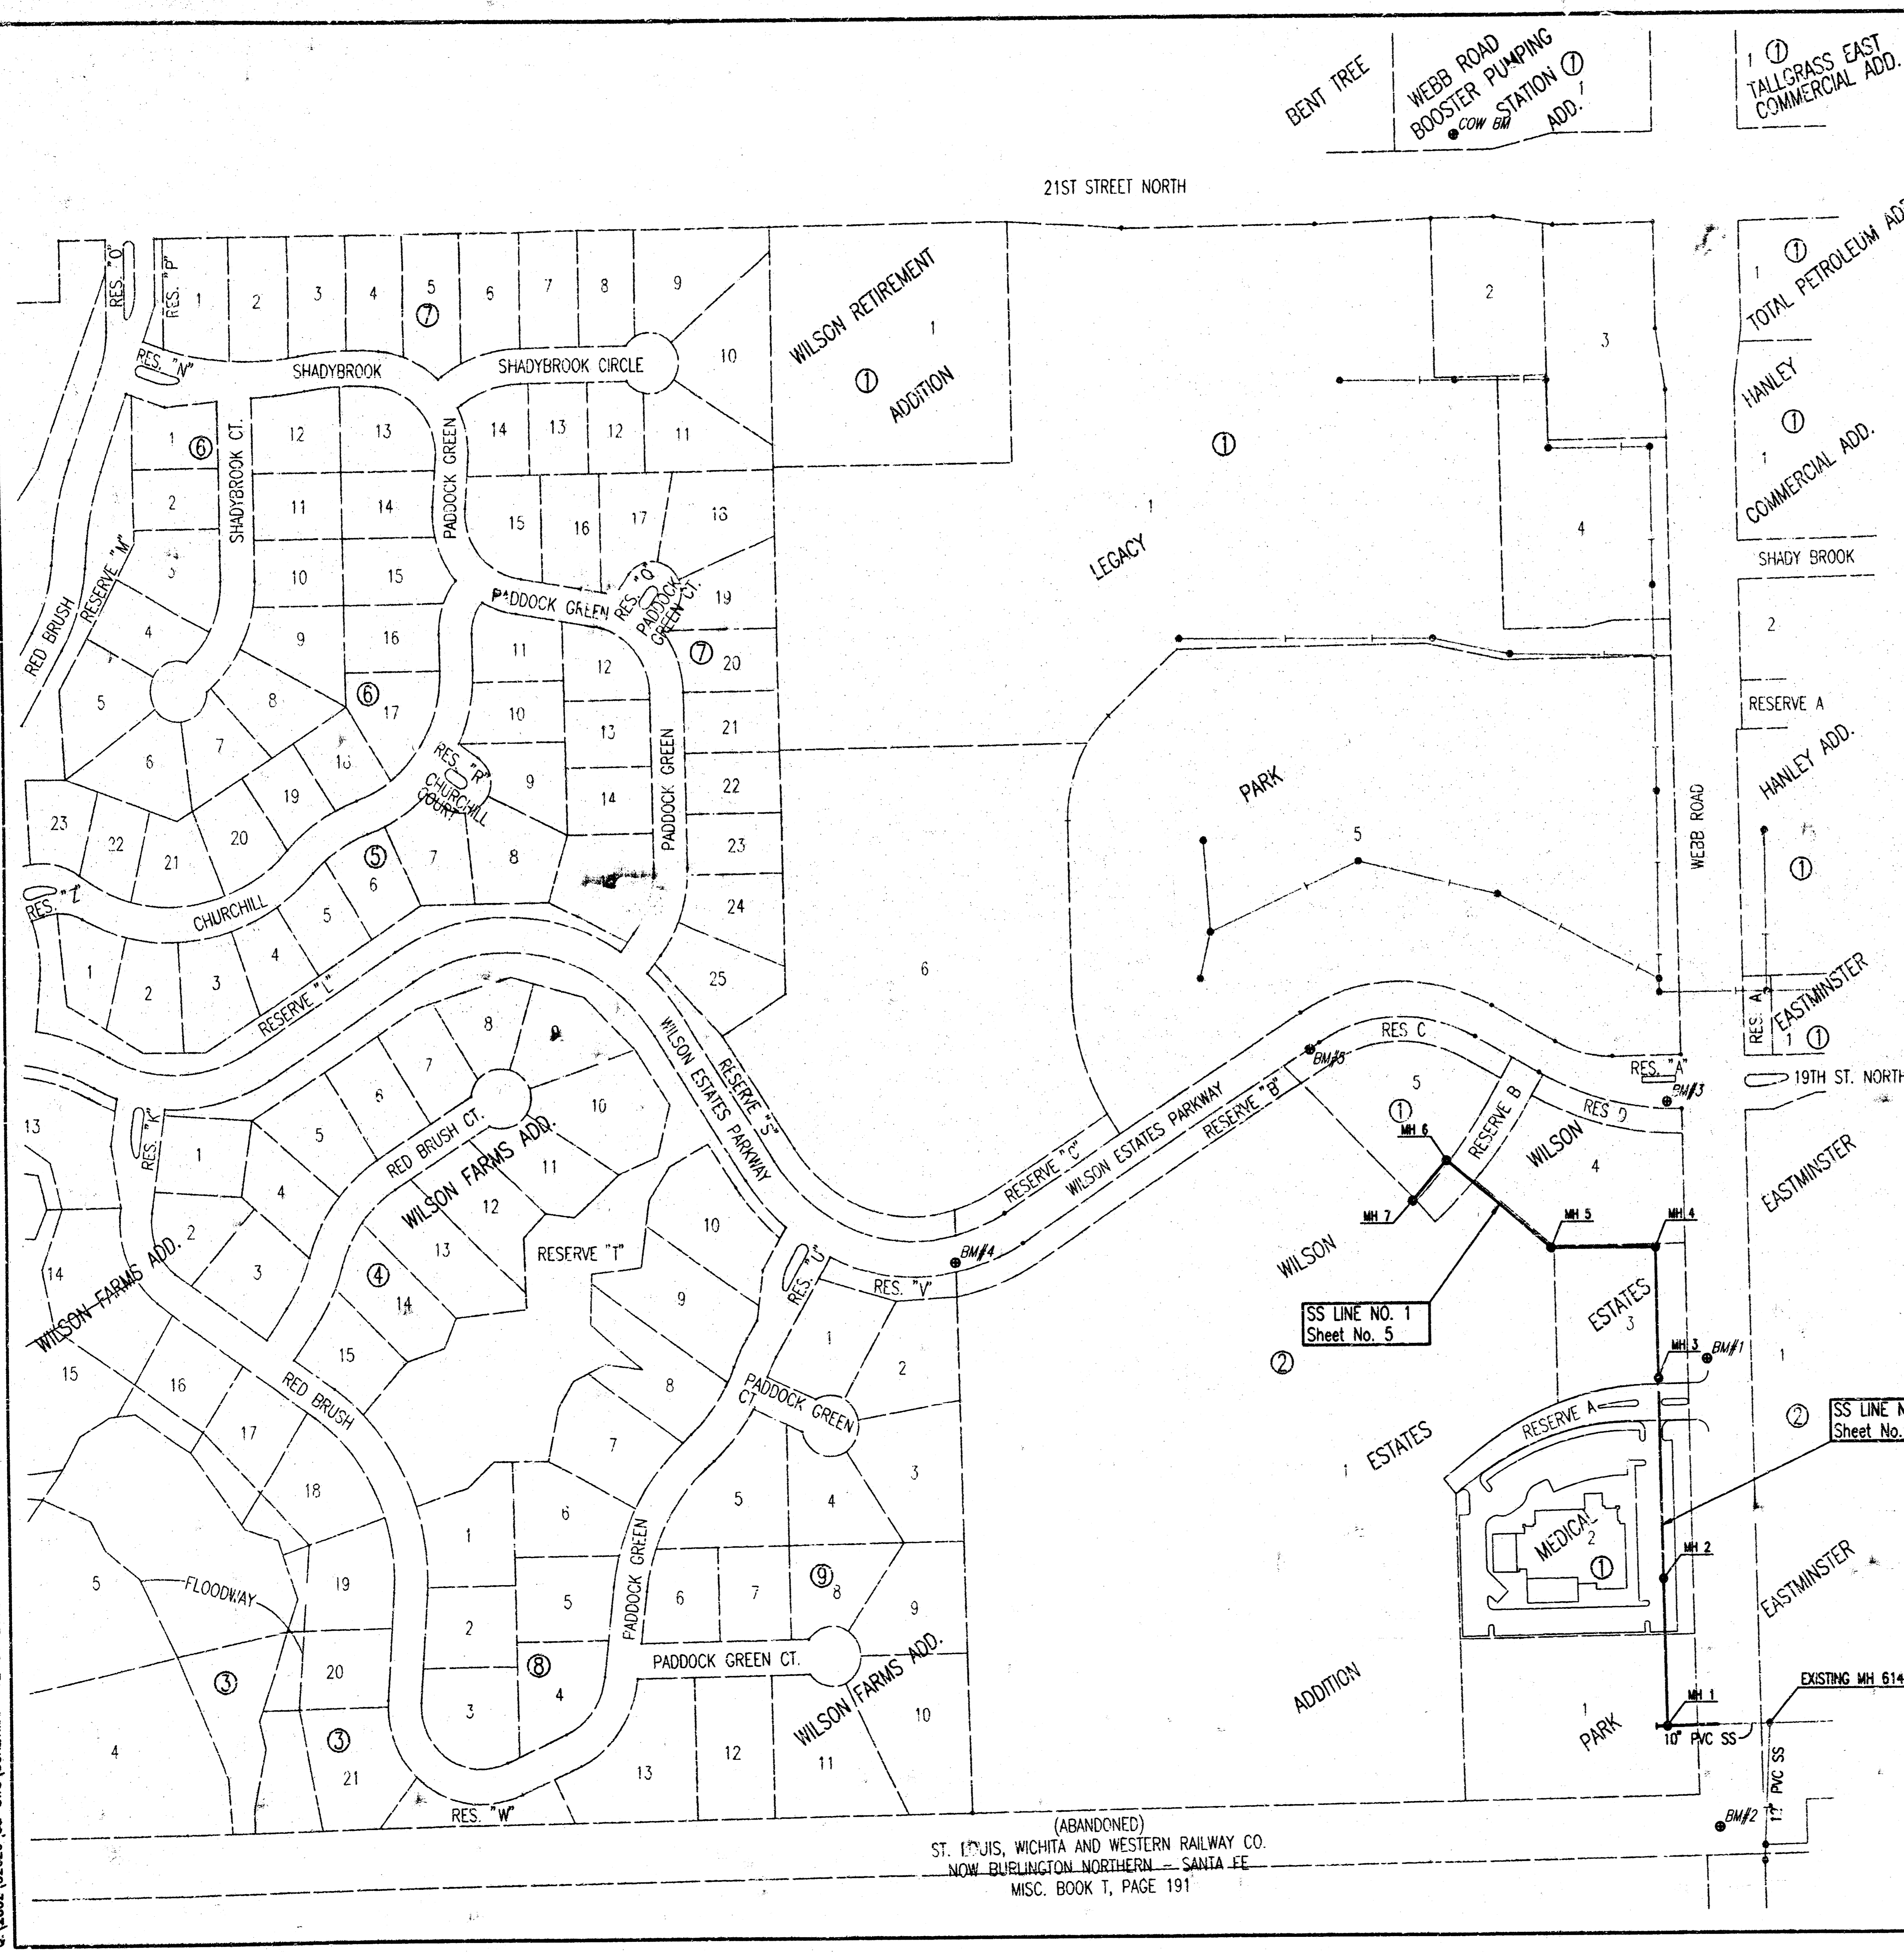 BENT TREE
WEBB ROAD
BOOSTER PUMPING
STATION 1
1
ADD.
COW BM
1 1
TALLGRASS EAST
COMMERCIAL ADD.
21ST STREET NORTH
1
1
TOTAL PETROLEUM
HANLEY
1
1
COMMERCIAL ADD.
SHADY BROOK
2
RESERVE A
HANLEY ADD.
1
WEBB ROAD
RES. A
EASTMINSTER
1 1
19TH ST. NORTH
EASTMINSTER
1
2
EASTMINSTER
RES. "O"
RES. "P"
1 2 3 4 5 6 7 8 9
7
10
RES. "N"
SHADYBROOK
SHADYBROOK CIRCLE
14 13 12 11
15 16 17 18
19
7
20
21
22
23
24
25
WILSON RETIREMENT
1
1
ADDITION
1
6
SHADYBROOK CT.
12 13
2
11 14
3
10 15
4
9 16
5
6
7
8
6
17
18
19
20
21
22
23
RESERVE "M"
RED BRUSH
PADDOCK GREEN
PADDOCK GREEN
RES. "Q"
PADDOCK
GREEN CT.
11
12
10
13
9
14
PADDOCK GREEN
RES. "R"
CHURCHILL
COURT
5
8
7
6
5
4
3
2
1
RES. "Z"
CHURCHILL
RESERVE "L"
1
LEGACY
1
2
3
4
PARK
5
6
WILSON ESTATES PARKWAY
RESERVE "S"
RESERVE "C"
WILSON ESTATES PARKWAY
RESERVE "B"
BM#5
RES C
5
1
RESERVE B
RES D
RES. "A"
BM#3
WILSON
4
MH 6
MH 7
MH 5
MH 4
BM#4
RES. "V"
RES. "U"
13
RES. "K"
1
2
3
4
5
6
7
8
9
10
11
12
13
14
15
4
RED BRUSH CT.
WILSON FARMS ADD.
RESERVE "T"
WILSON FARMS ADD.
14
15
16
17
18
19
20
21
3
RED BRUSH
5
FLOODWAY
3
4
10
9
8
7
6
5
4
8
1
2
3
PADDOCK GREEN
1
2
PADDOCK GREEN
CT.
3
4
5
6
7
8
9
9
PADDOCK GREEN CT.
10
11
12
13
WILSON FARMS ADD.
RES. "W"
WILSON
SS LINE NO. 1
Sheet No. 5
2
ESTATES
3
MH 3
BM#1
1
ESTATES
RESERVE A
MEDICAL
2
1
SS LINE
Sheet No.
MH 2
ADDITION
1
PARK
MH 1
10" PVC SS
EXISTING MH 614
12" PVC SS
BM#2
(ABANDONED)
ST. LOUIS, WICHITA AND WESTERN RAILWAY CO.
NOW BURLINGTON NORTHERN - SANTA FE
MISC. BOOK T, PAGE 191